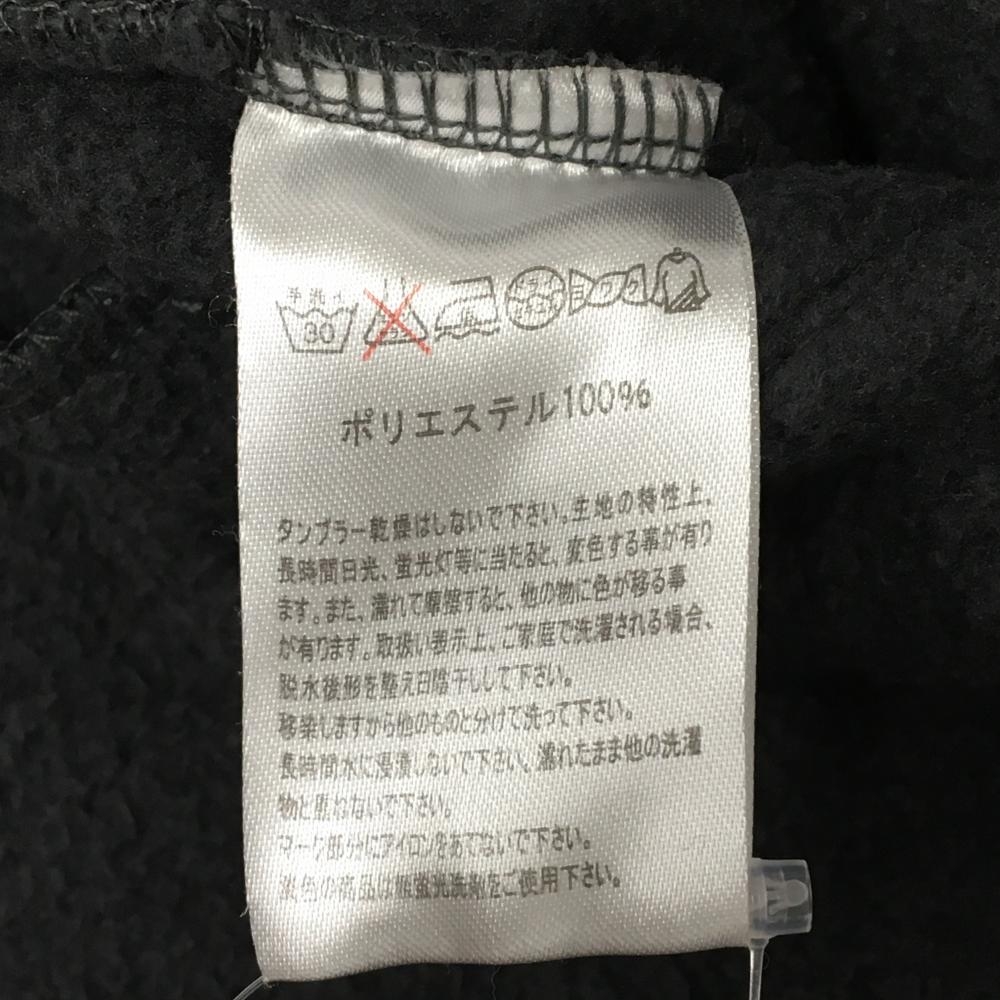 手洗イ
30
ポリエステル100%
タンブラー乾燥はしないで下さい。生地の特性上、
長時間日光、蛍光灯等に当たると、変色する事が有り
ます。また、濡れて摩擦すると、他の物に色が移る事
が有ります。取扱い表示上、ご家庭で洗濯される場合、
脱水後形を整え日陰干しして下さい。
移染しますから他のものと分けて洗って下さい。
長時間水に浸漬しないで下さい、濡れたまま他の洗濯
物と重ねないで下さい。
マーク部分にアイロンをあてないで下さい。
淡色の商品は無蛍光洗剤をご使用下さい。